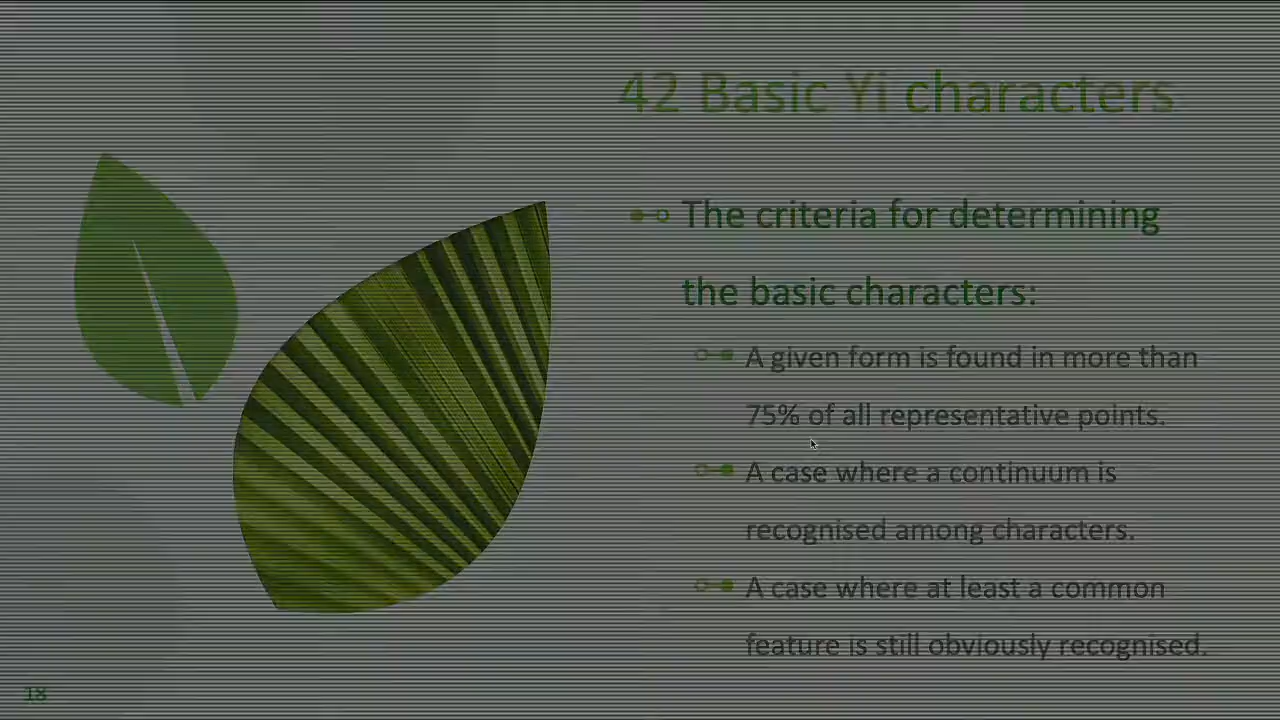 42 Basic Yi characters
The criteria for determining
the basic characters:
A given form is found in more than
75% of all representative points.
A case where a continuum is
recognised among characters.
A case where at least a common
feature is still obviously recognised.
18